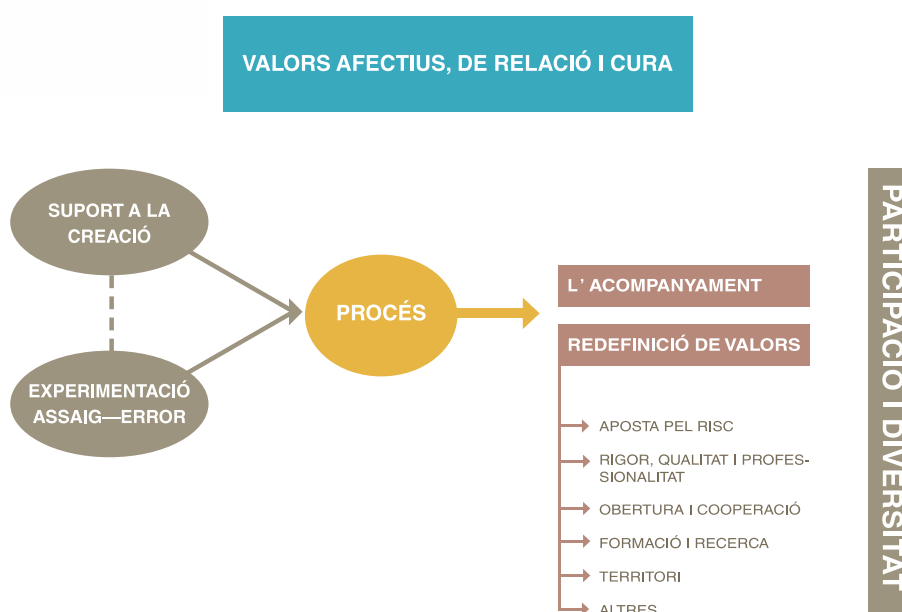 VALORS AFECTIUS, DE RELACIÓ I CURA
SUPORT A LA
CREACIÓ
EXPERIMENTACIÓ
ASSAIG—ERROR
PROCÉS
L' ACOMPANYAMENT
REDEFINICIÓ DE VALORS
APOSTA PEL RISC
RIGOR, QUALITAT I PROFES-
SIONALITAT
OBERTURA I COOPERACIÓ
FORMACIÓ I RECERCA
TERRITORI
ALTRES
PARTICIPACIÓ I DIVERSITAT